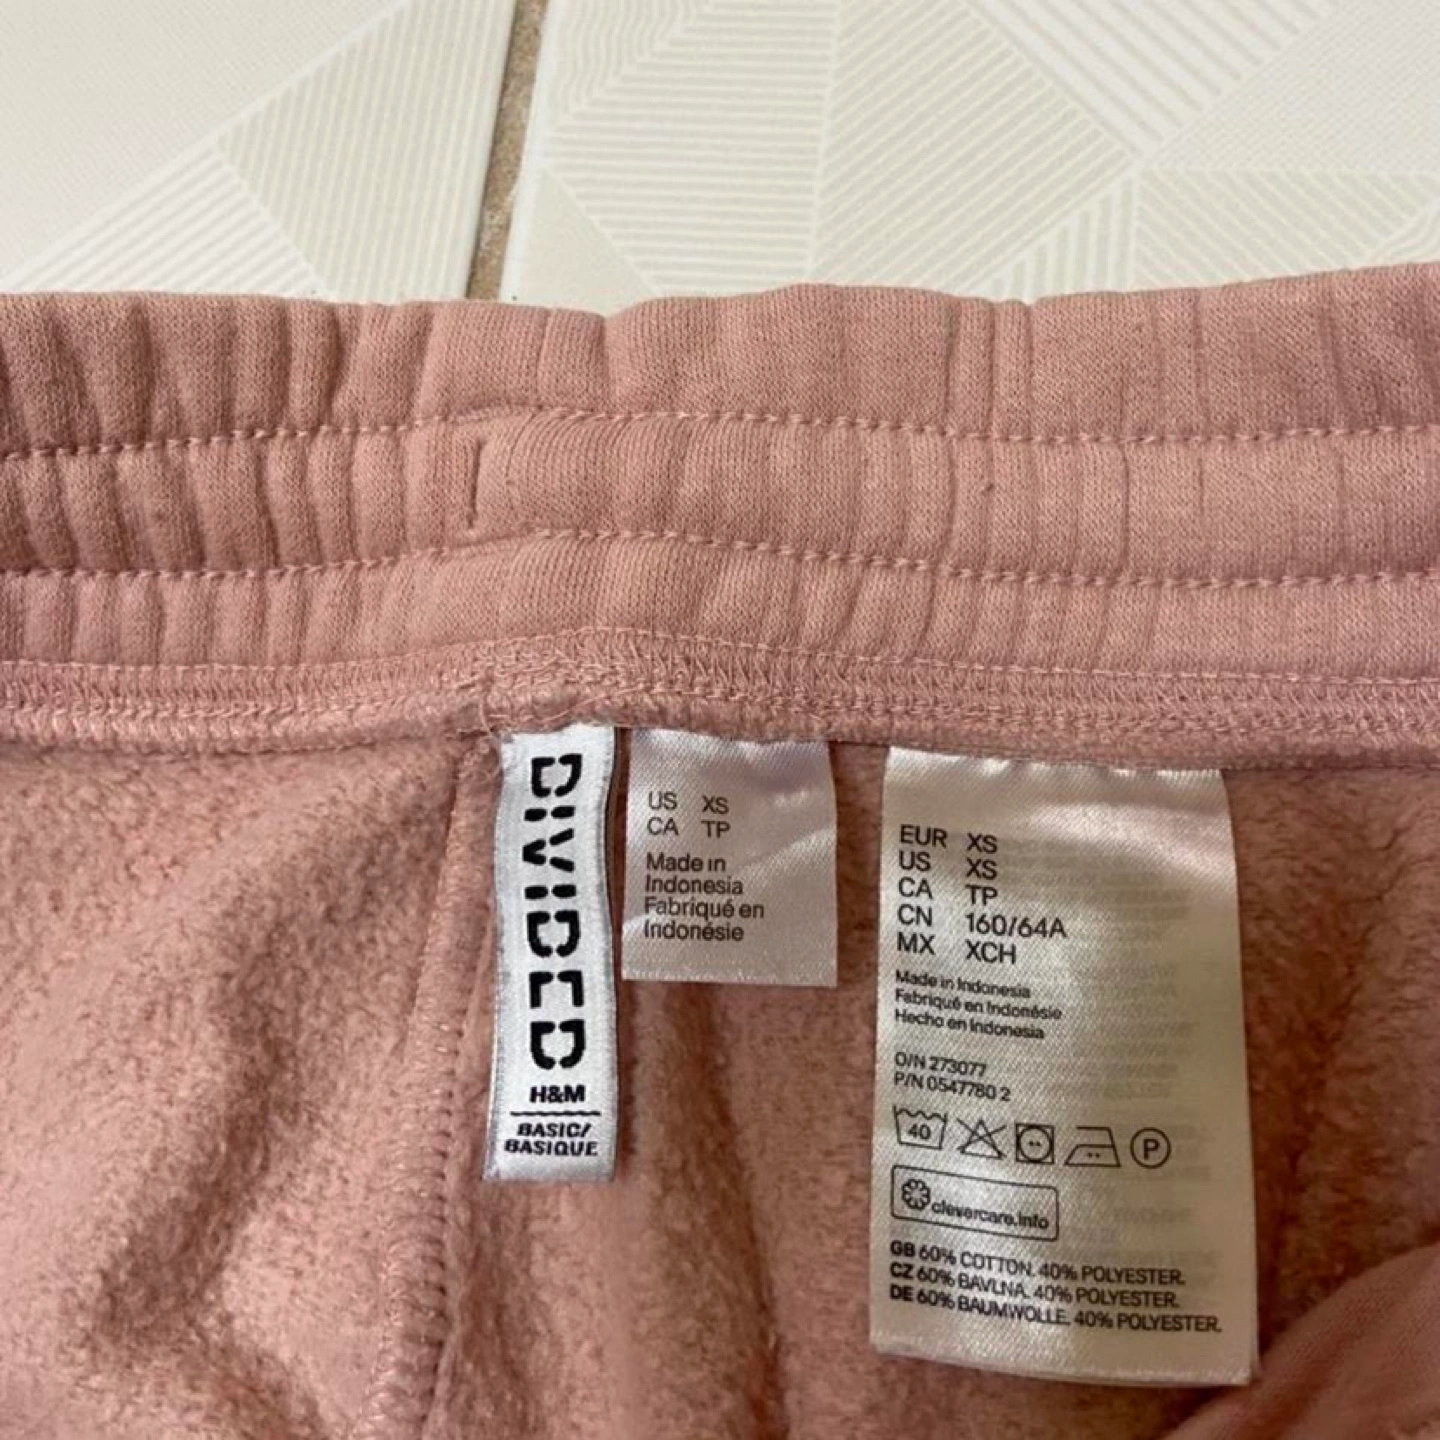 DIVIDED
H&M
BASIC/
BASIQUE
US XS
CA TP
Made in
Indonesia
Fabriqué en
Indonésie
EUR XS
US XS
CA TP
CN 160/64A
MX XCH
Made in Indonesia
Fabriqué en Indonésie
Hecho en Indonesia
O/N 273077
P/N 0547780 2
40
P
clevercare.info
GB 60% COTTON. 40% POLYESTER.
CZ 60% BAVLNA. 40% POLYESTER.
DE 60% BAUMWOLLE. 40% POLYESTER.